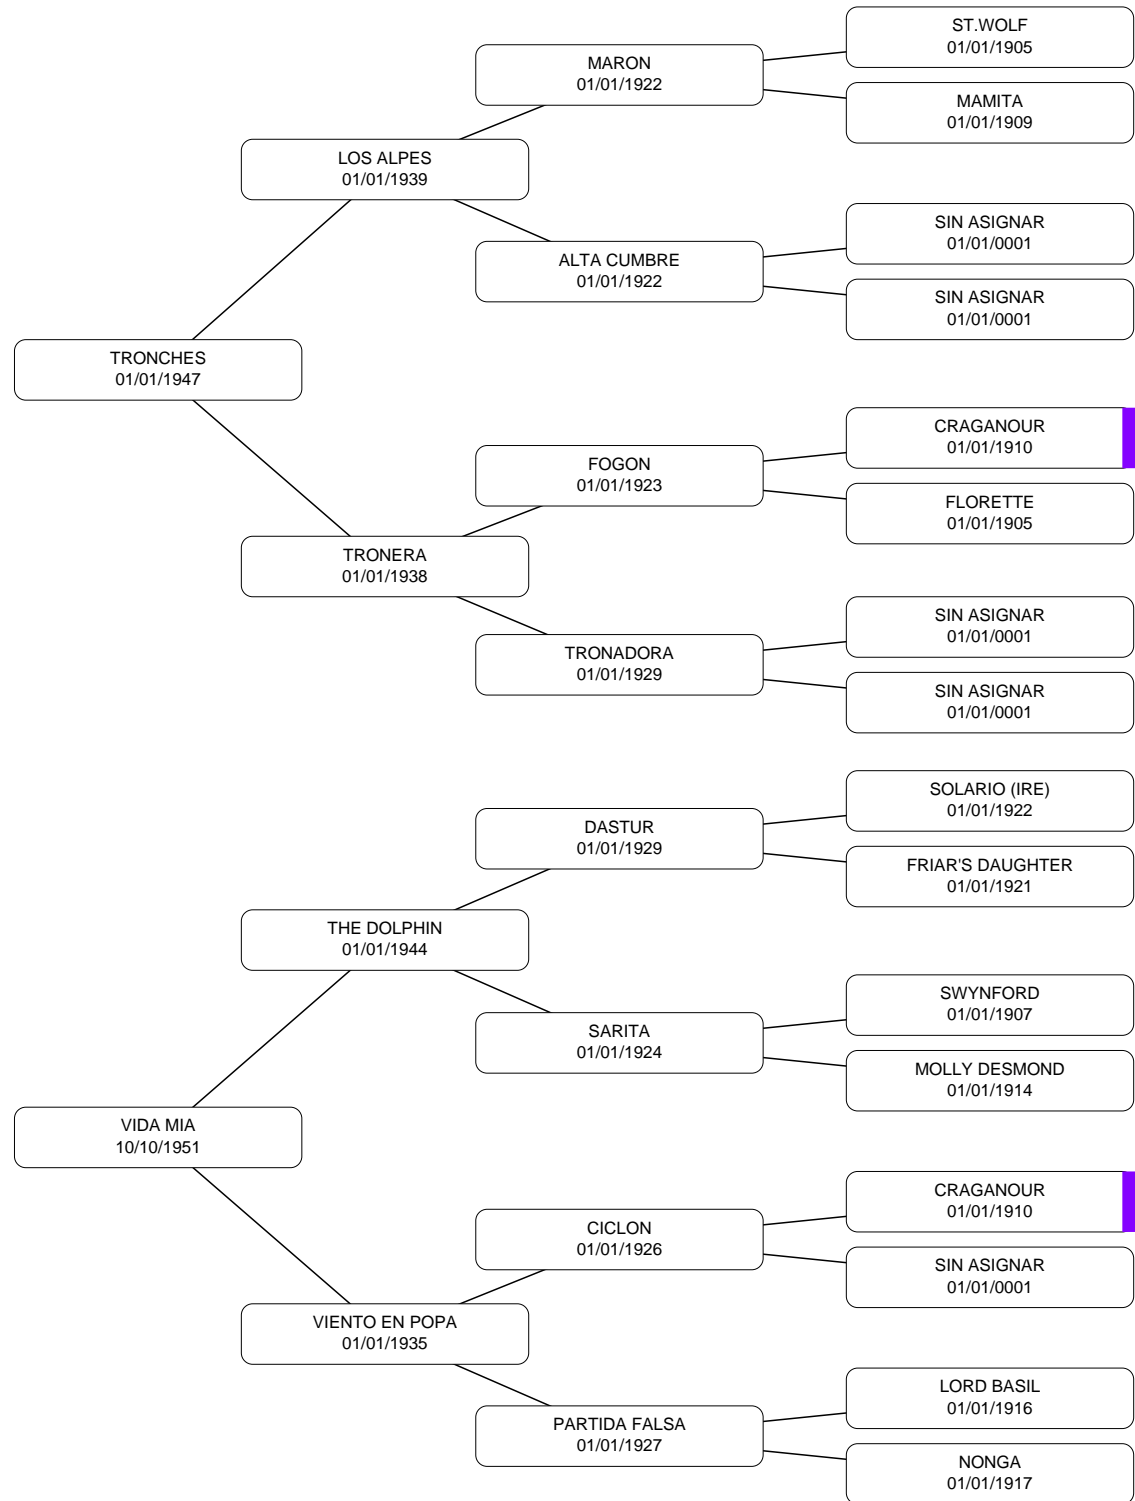 ST.WOLF
01/01/1905
MARON
01/01/1922
MAMITA
01/01/1909
LOS ALPES
01/01/1939
SIN ASIGNAR
01/01/0001
ALTA CUMBRE
01/01/1922
SIN ASIGNAR
01/01/0001
TRONCHES
01/01/1947
CRAGANOUR
01/01/1910
FOGON
01/01/1923
FLORETTE
01/01/1905
TRONERA
01/01/1938
SIN ASIGNAR
01/01/0001
TRONADORA
01/01/1929
SIN ASIGNAR
01/01/0001
SOLARIO (IRE)
01/01/1922
DASTUR
01/01/1929
FRIAR'S DAUGHTER
01/01/1921
THE DOLPHIN
01/01/1944
SWYNFORD
01/01/1907
SARITA
01/01/1924
MOLLY DESMOND
01/01/1914
VIDA MIA
10/10/1951
CRAGANOUR
01/01/1910
CICLON
01/01/1926
SIN ASIGNAR
01/01/0001
VIENTO EN POPA
01/01/1935
LORD BASIL
01/01/1916
PARTIDA FALSA
01/01/1927
NONGA
01/01/1917